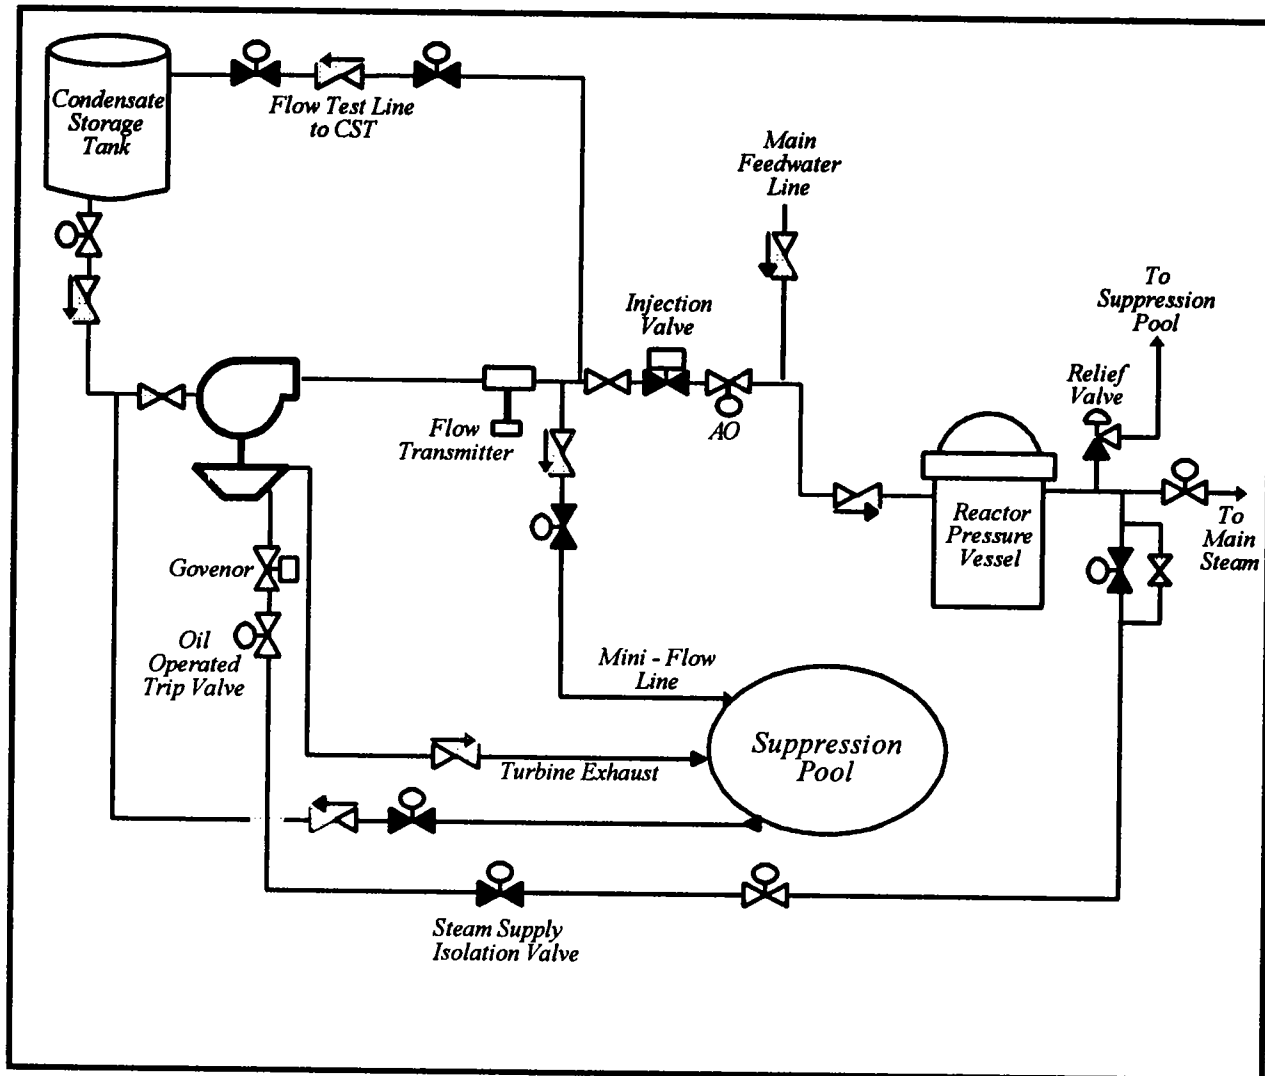 Condensate
Storage
Tank
Flow Test Line
to CST
Main
Feedwater
Line
To
Suppression
Pool
Injection
Valve
Relief
Valve
AO
Flow
Transmitter
Reactor
Pressure
Vessel
To
Main
Steam
Govenor
Oil
Operated
Trip Valve
Mini - Flow
Line
Suppression
Pool
Turbine Exhaust
Steam Supply
Isolation Valve